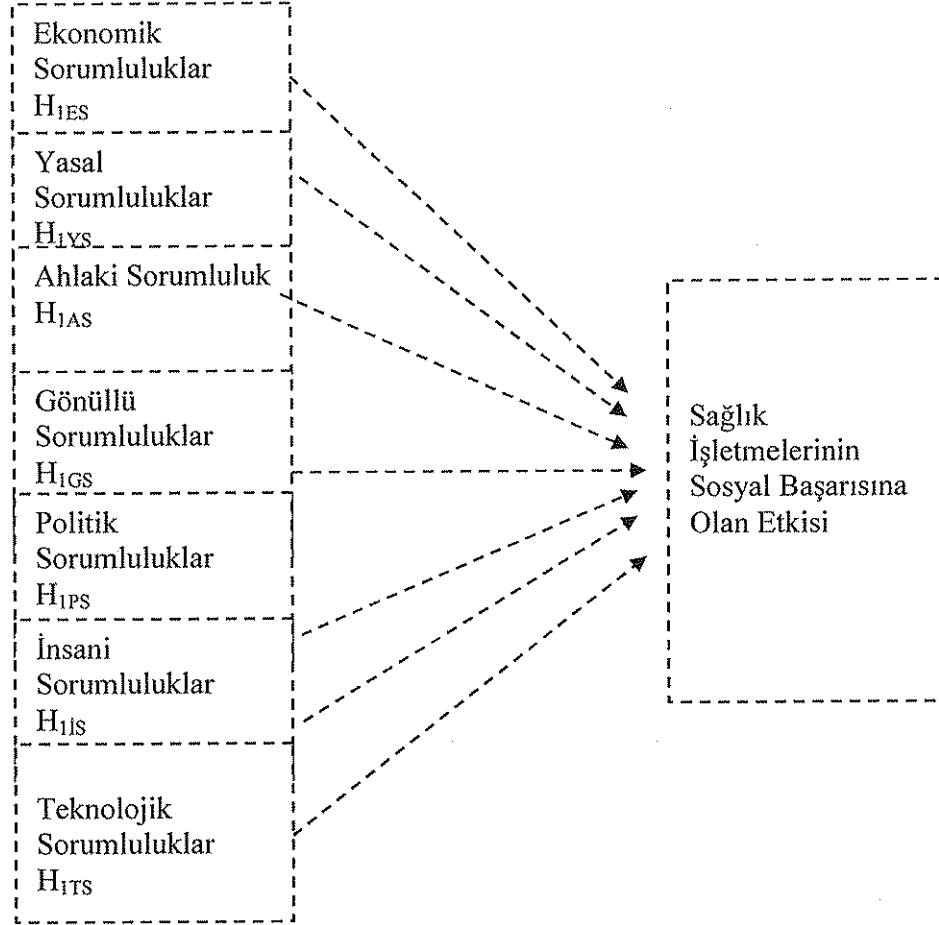 Ekonomik
Sorumluluklar
H1ES
Yasal
Sorumluluklar
H1YS
Ahlaki Sorumluluk
H1AS
Gönüllü
Sorumluluklar
H1GS
Politik
Sorumluluklar
H1PS
İnsani
Sorumluluklar
H1İS
Teknolojik
Sorumluluklar
H1TS
Sağlık
İşletmelerinin
Sosyal Başarısına
Olan Etkisi